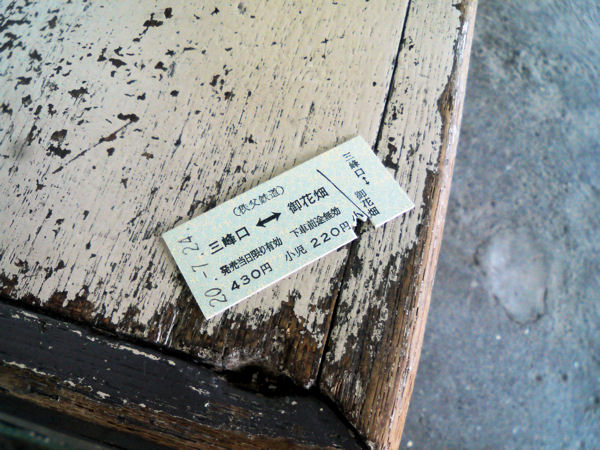 20.-7.24.
(秩父鉄道)
三峰口 ⟷ 御花畑
発売当日限り有効 下車前途無効
430円 小児 220円
三峰口↔御花畑
小